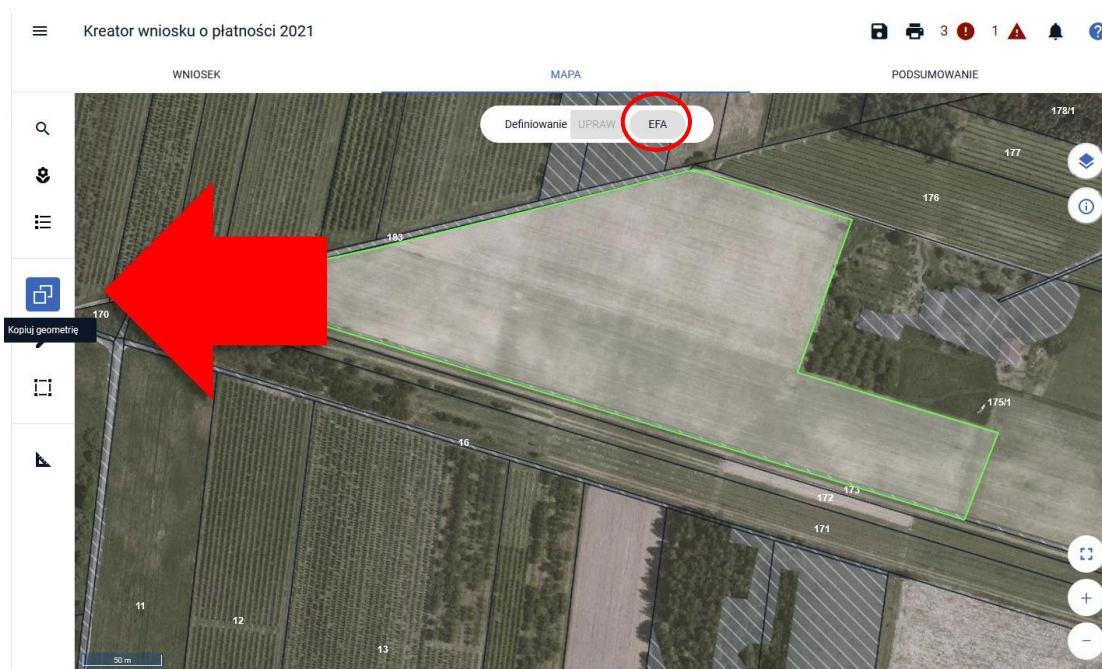 Kreator wniosku o płatności 2021
3
1
WNIOSEK
MAPA
PODSUMOWANIE
Definiowanie UPRAW EFA
178/1
177
176
183
170
Kopiuj geometrię
175/1
16
173
172
171
11
12
13
50 m